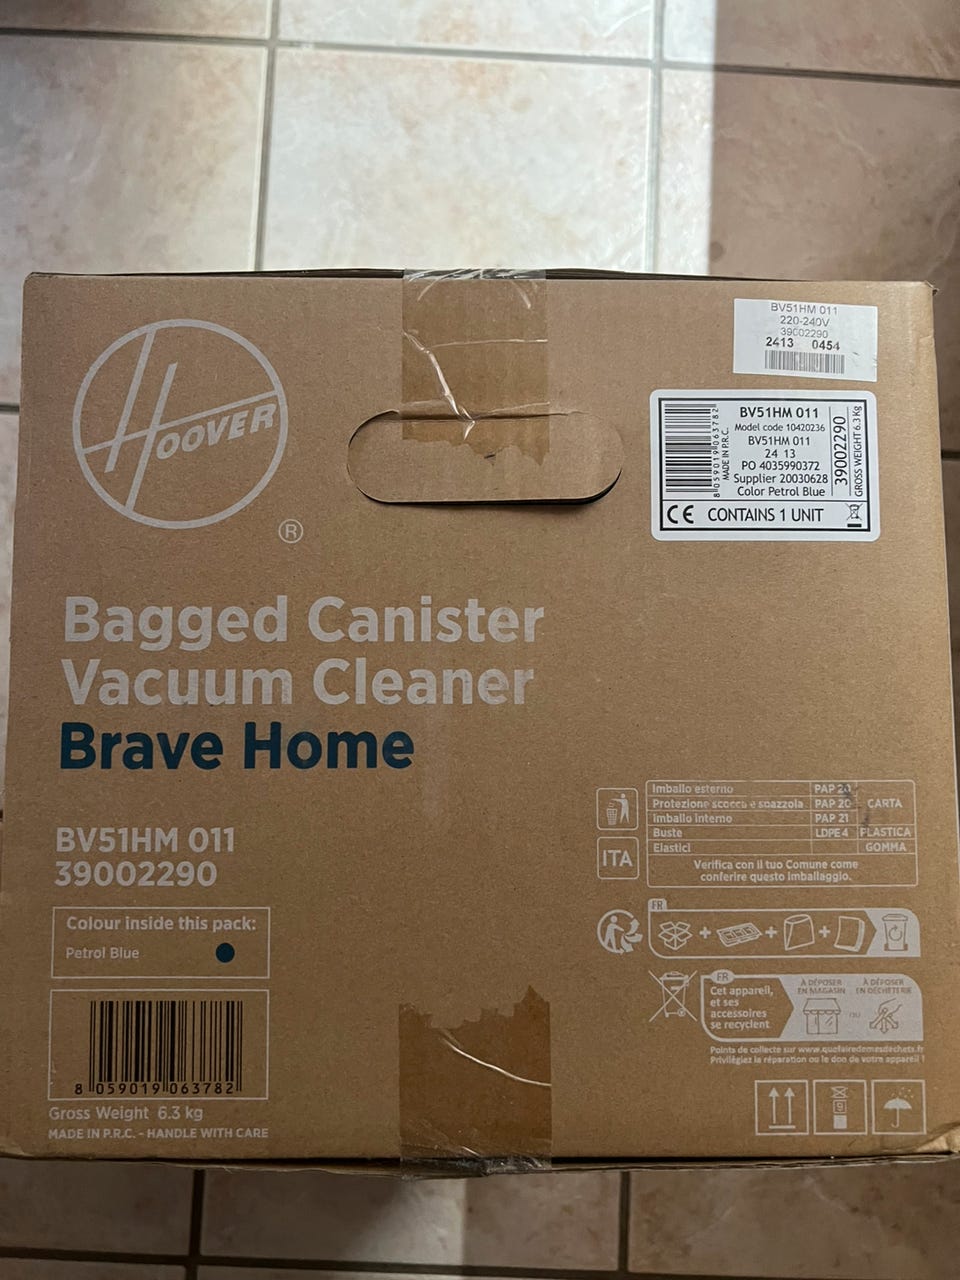 HOOVER
®
BV51HM 011
220-240V
39002290
2413 0454
8 059019 063782
MADE IN P.R.C.
BV51HM 011
Model code 10420236
BV51HM 011
24 13
PO 4035990372
Supplier 20030628
Color Petrol Blue
39002290
GROSS WEIGHT 6.3 Kg
CE CONTAINS 1 UNIT
Bagged Canister
Vacuum Cleaner
Brave Home
BV51HM 011
39002290
Colour inside this pack:
Petrol Blue
8 059019 063782
Gross Weight 6.3 kg
MADE IN P.R.C. - HANDLE WITH CARE
ITA
Imballo esterno PAP 20
Protezione scocca e spazzola PAP 20 CARTA
Imballo interno PAP 21
Buste LDPE 4 PLASTICA
Elastici GOMMA
Verifica con il tuo Comune come
conferire questo imballaggio.
FR
+ + +
FR
Cet appareil,
et ses
accessoires
se recyclent
À DÉPOSER
EN MAGASIN
OU
À DÉPOSER
EN DÉCHÈTERIE
Points de collecte sur www.quefairedemesdechets.fr
Privilégiez la réparation ou le don de votre appareil !
9